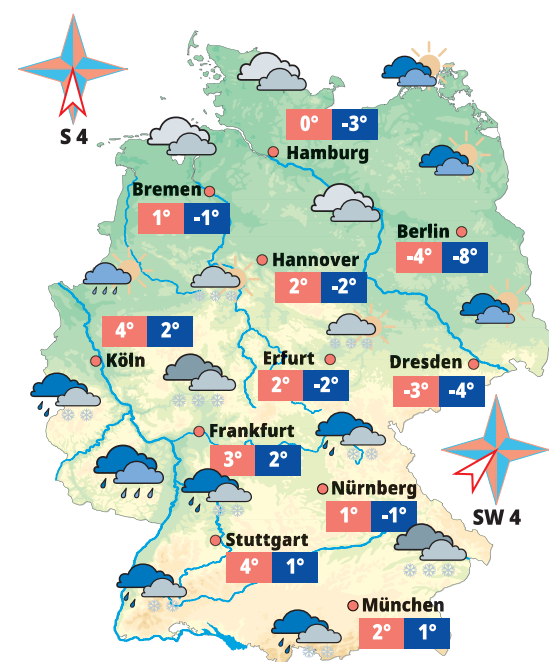 S 4
0° -3°
Hamburg
Bremen
1° -1°
Berlin
-4° -8°
Hannover
2° -2°
4° 2°
Köln
Erfurt
2° -2°
Dresden
-3° -4°
Frankfurt
3° 2°
Nürnberg
1° -1°
SW 4
Stuttgart
4° 1°
München
2° 1°